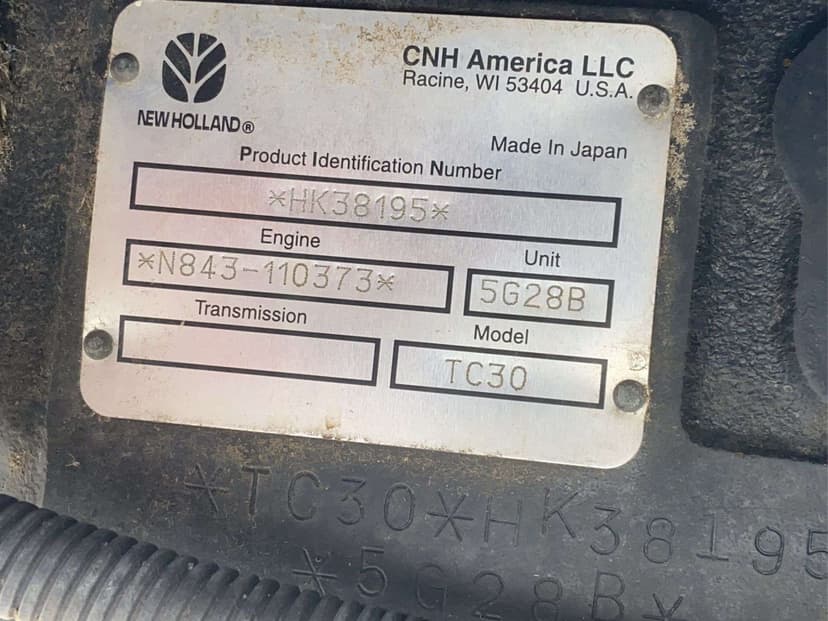 CNH America LLC
Racine, WI 53404 U.S.A.
NEW HOLLAND®
Made In Japan
Product Identification Number
*HK38195*
Engine
*N843-110373*
Unit
5G28B
Transmission
Model
TC30
*TC30*HK38195
*5G28B*